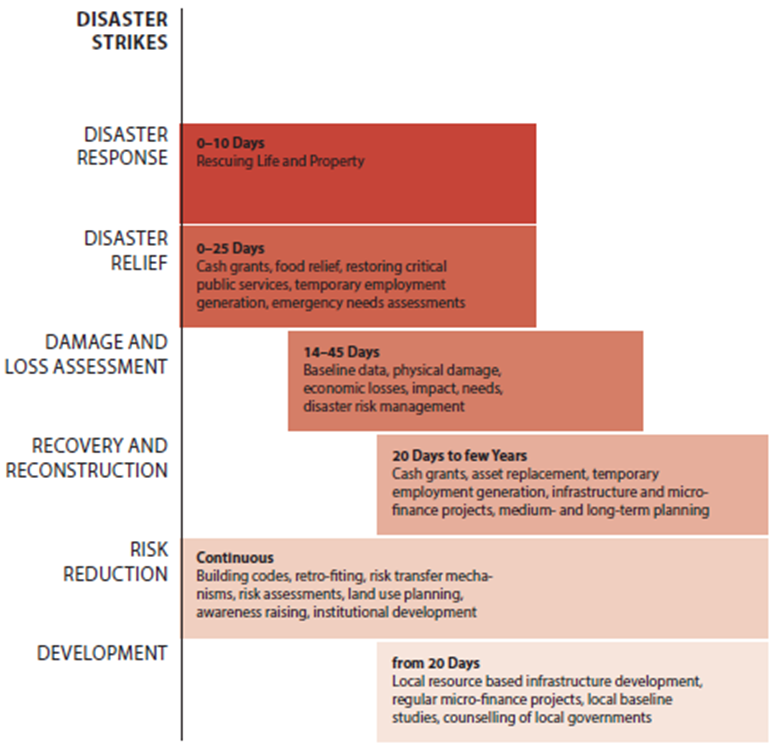 DISASTER
STRIKES
DISASTER
RESPONSE
0–10 Days
Rescuing Life and Property
DISASTER
RELIEF
0–25 Days
Cash grants, food relief, restoring critical
public services, temporary employment
generation, emergency needs assessments
DAMAGE AND
LOSS ASSESSMENT
14–45 Days
Baseline data, physical damage,
economic losses, impact, needs,
disaster risk management
RECOVERY AND
RECONSTRUCTION
20 Days to few Years
Cash grants, asset replacement, temporary
employment generation, infrastructure and micro-
finance projects, medium- and long-term planning
RISK
REDUCTION
Continuous
Building codes, retro-fiting, risk transfer mecha-
nisms, risk assessments, land use planning,
awareness raising, institutional development
DEVELOPMENT
from 20 Days
Local resource based infrastructure development,
regular micro-finance projects, local baseline
studies, counselling of local governments